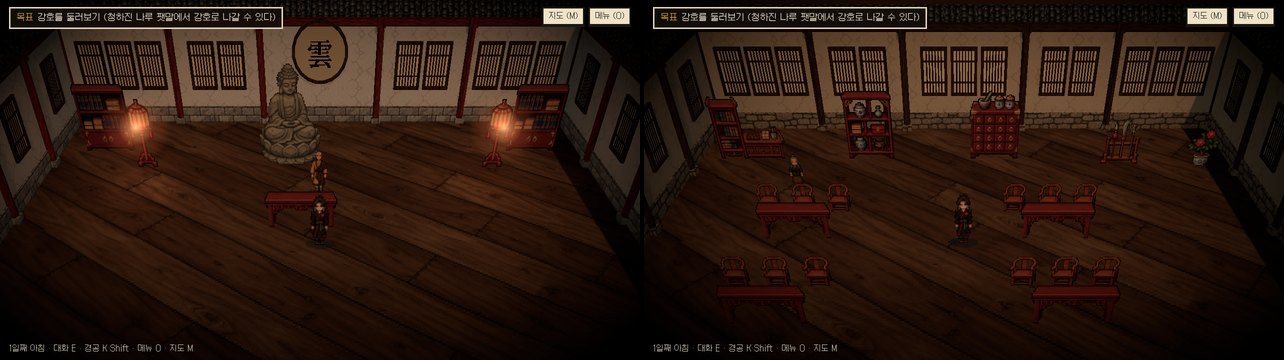 목표 강호를 둘러보기 (청하진 나루 팻말에서 강호로 나갈 수 있다)
지도 (M)
메뉴 (O)
雲
1일째 아침 · 대화 E · 경공 K Shift · 메뉴 O · 지도 M
목표 강호를 둘러보기 (청하진 나루 팻말에서 강호로 나갈 수 있다)
지도 (M)
메뉴 (O)
1일째 아침 · 대화 E · 경공 K Shift · 메뉴 O · 지도 M